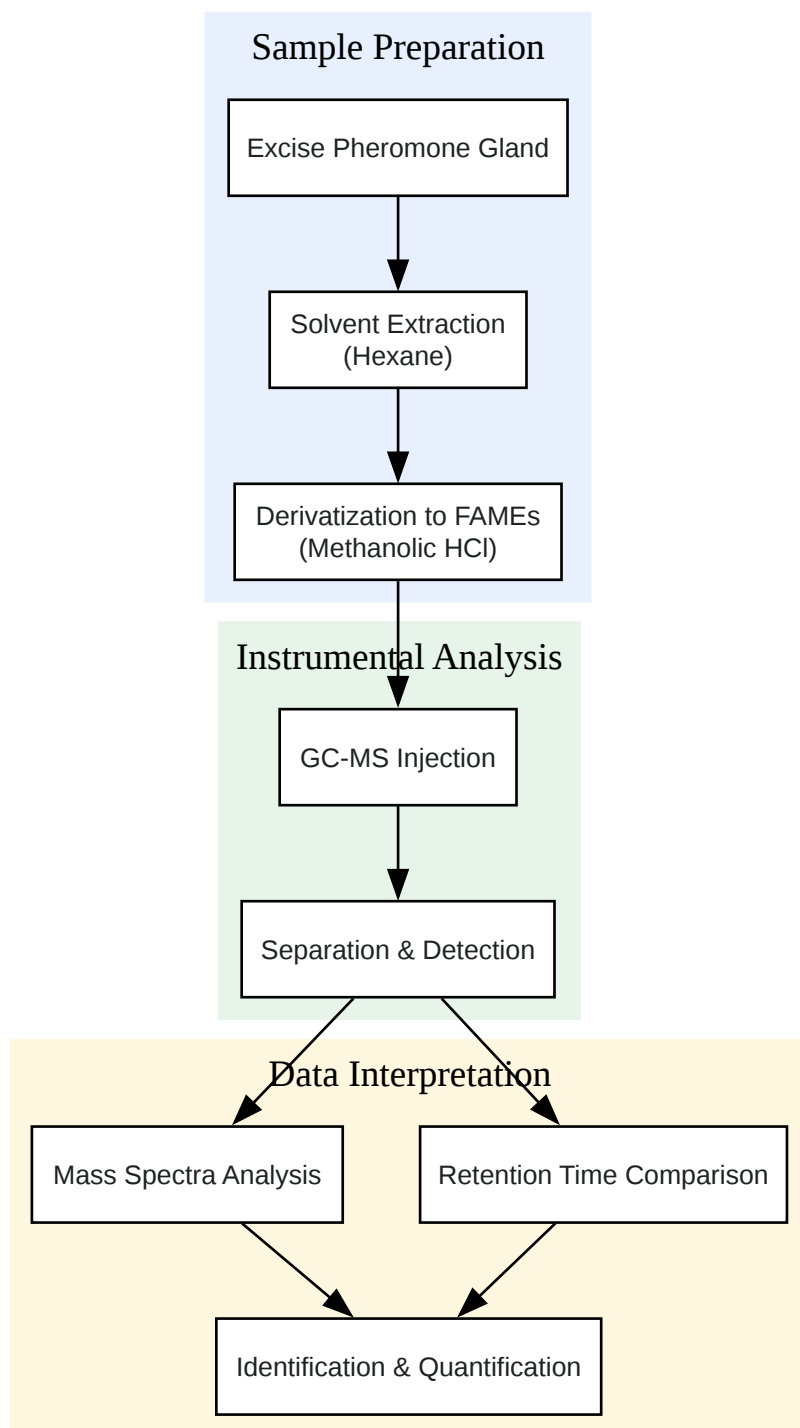 Sample Preparation
Excise Pheromone Gland
Solvent Extraction
(Hexane)
Derivatization to FAMEs
(Methanolic HCl)
Instrumental Analysis
GC-MS Injection
Separation & Detection
Data Interpretation
Mass Spectra Analysis
Retention Time Comparison
Identification & Quantification